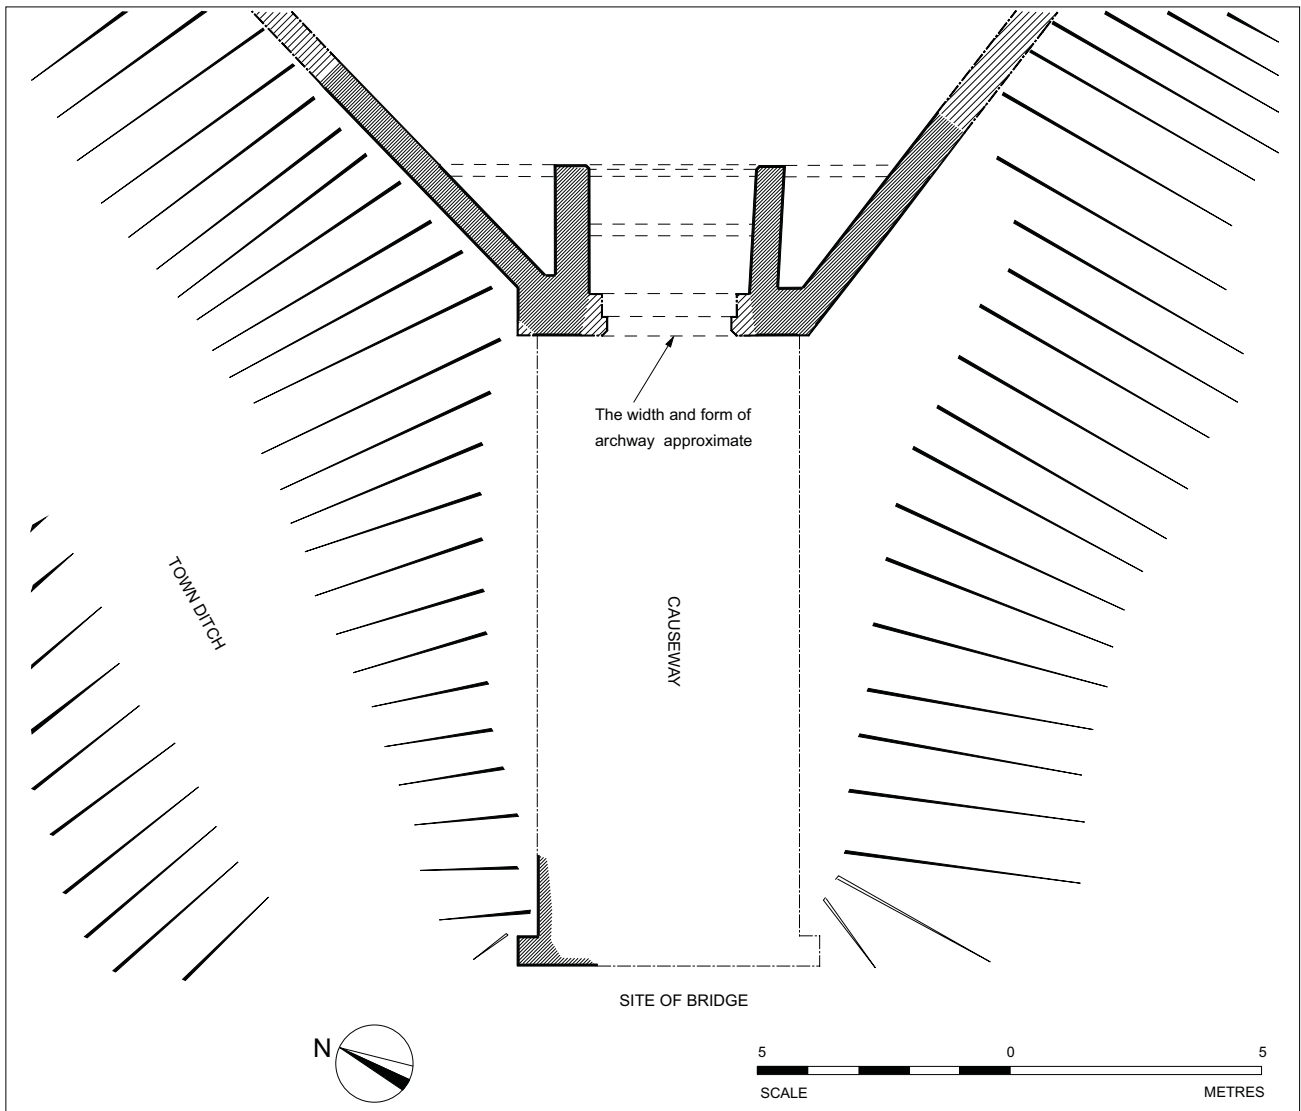 The width and form of
archway approximate
TOWN DITCH
CAUSEWAY
SITE OF BRIDGE
N
5 0 5
SCALE METRES